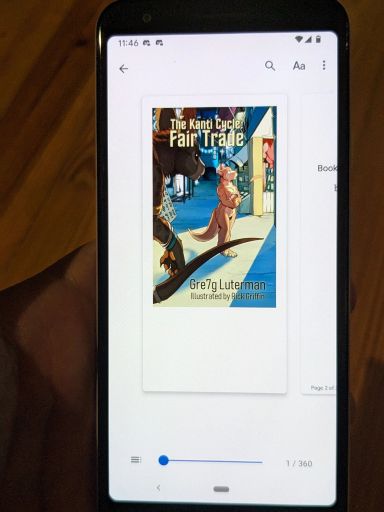 11:46
Aa
The Kanti Cycle:
Fair Trade
Book
Gre7g Luterman
Illustrated by Rick Griffin
Page 2 of
1 / 360